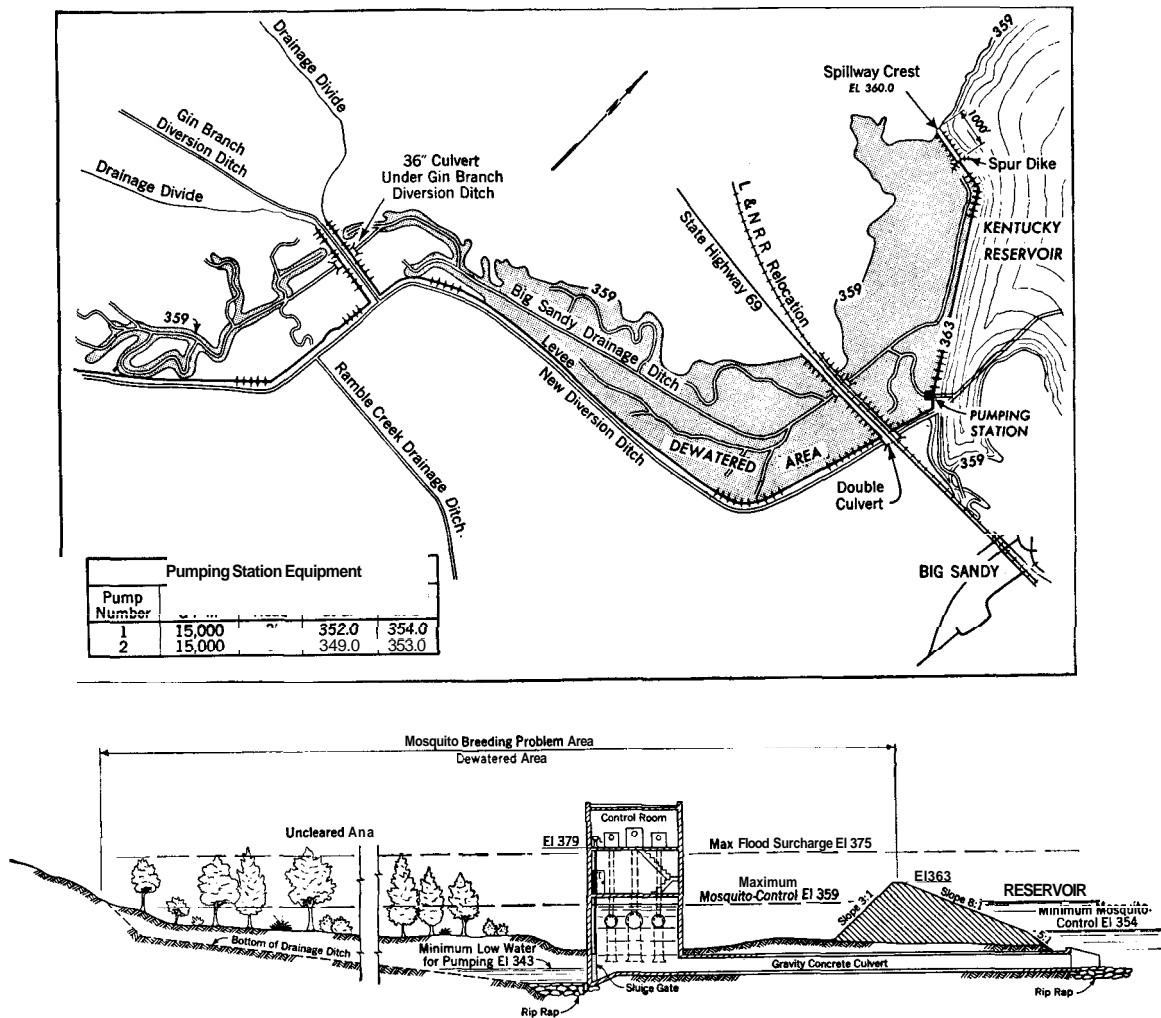 Drainage Divide
Gin Branch
Diversion Ditch
Drainage Divide
36" Culvert
Under Gin Branch
Diversion Ditch
359
Spillway Crest
EL 360.0
1000'
Spur Dike
KENTUCKY
RESERVOIR
L & N R R Relocation
State Highway 69
359
359
359
Big Sandy Drainage Ditch
Levee
New Diversion Ditch
363
PUMPING
STATION
DEWATERED AREA
359
Double
Culvert
Ramble Creek Drainage Ditch.
BIG SANDY
Pumping Station Equipment
Pump
Number
1 15,000 352.0 354.0
2 15,000 349.0 353.0
Mosquito Breeding Problem Area
Dewatered Area
Control Room
Uncleared Ana
El 379
Max Flood Surcharge El 375
Maximum
Mosquito-Control El 359
EI363
Slope 3:1
Slope 8:1
RESERVOIR
Minimum Mosquito-
Control El 354
Bottom of Drainage Ditch
Minimum Low Water
for Pumping El 343
Gravity Concrete Culvert
Sluice Gate
Rip Rap
Rip Rap